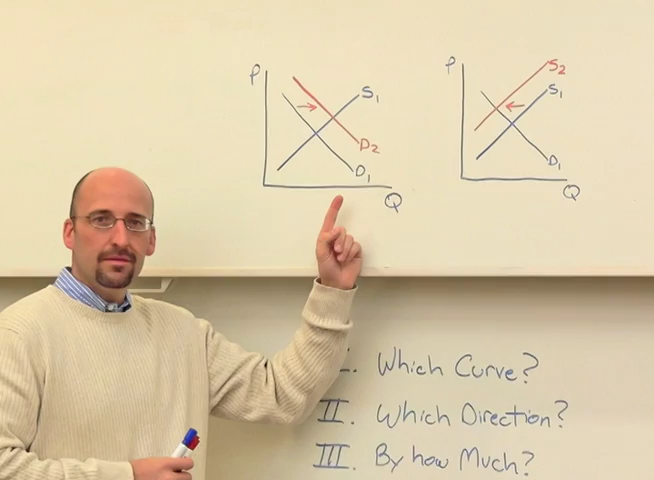 P
S₁
D₂
D₁
Q
P
S₂
S₁
D₁
Q
I. Which Curve?
II. Which Direction?
III. By how Much?